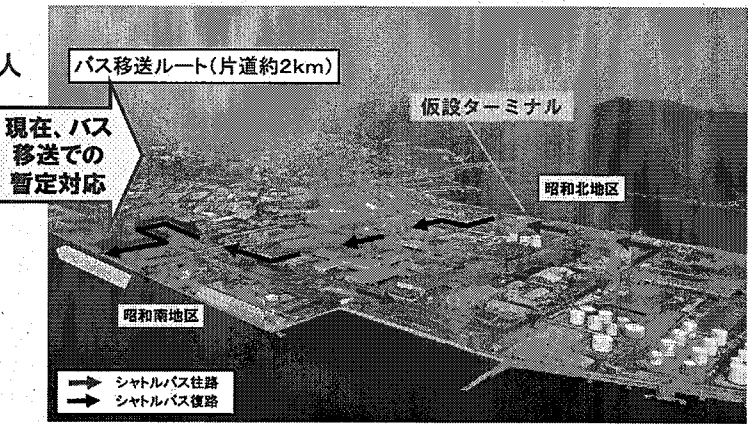 人
バス移送ルート(片道約2km)
現在、バス
移送での
暫定対応
仮設ターミナル
昭和北地区
昭和南地区
シャトルバス往路
シャトルバス復路